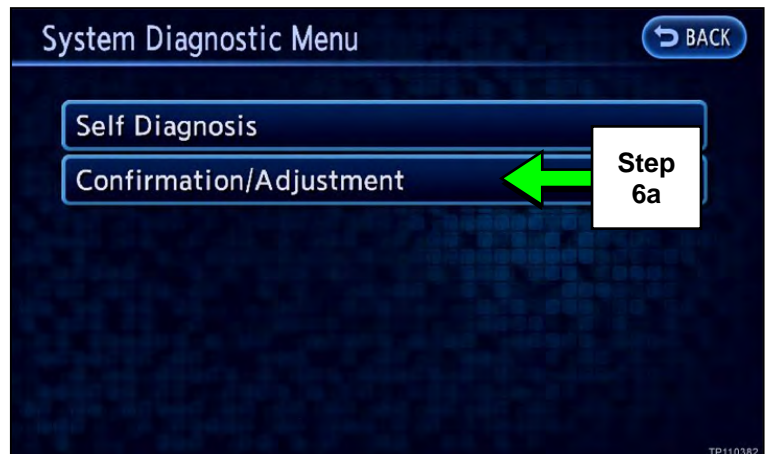 System Diagnostic Menu
BACK
Self Diagnosis
Confirmation/Adjustment
Step
6a
TP110382